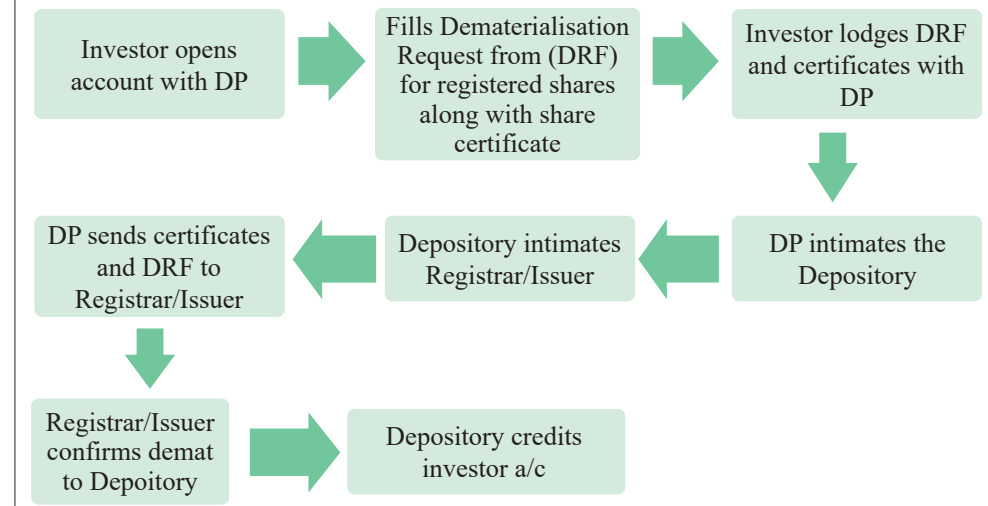 Investor opens
account with DP
Fills Dematerialisation
Request from (DRF)
for registered shares
along with share
certificate
Investor lodges DRF
and certificates with
DP
DP intimates the
Depository
Depository intimates
Registrar/Issuer
DP sends certificates
and DRF to
Registrar/Issuer
Registrar/Issuer
confirms demat
to Depoitory
Depository credits
investor a/c